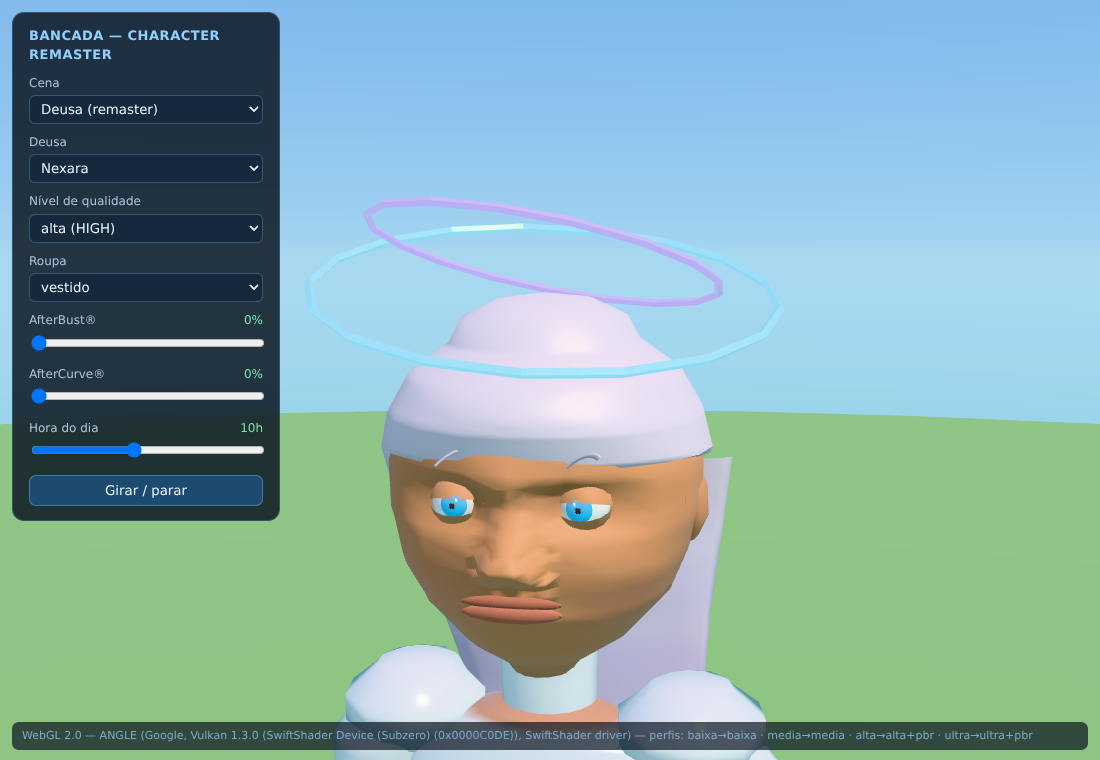 BANCADA — CHARACTER
REMASTER
Cena
Deusa (remaster)
Deusa
Nexara
Nível de qualidade
alta (HIGH)
Roupa
vestido
AfterBust® 0%
AfterCurve® 0%
Hora do dia 10h
Girar / parar
WebGL 2.0 — ANGLE (Google, Vulkan 1.3.0 (SwiftShader Device (Subzero) (0x0000C0DE)), SwiftShader driver) — perfis: baixa→baixa · media→media · alta→alta+pbr · ultra→ultra+pbr